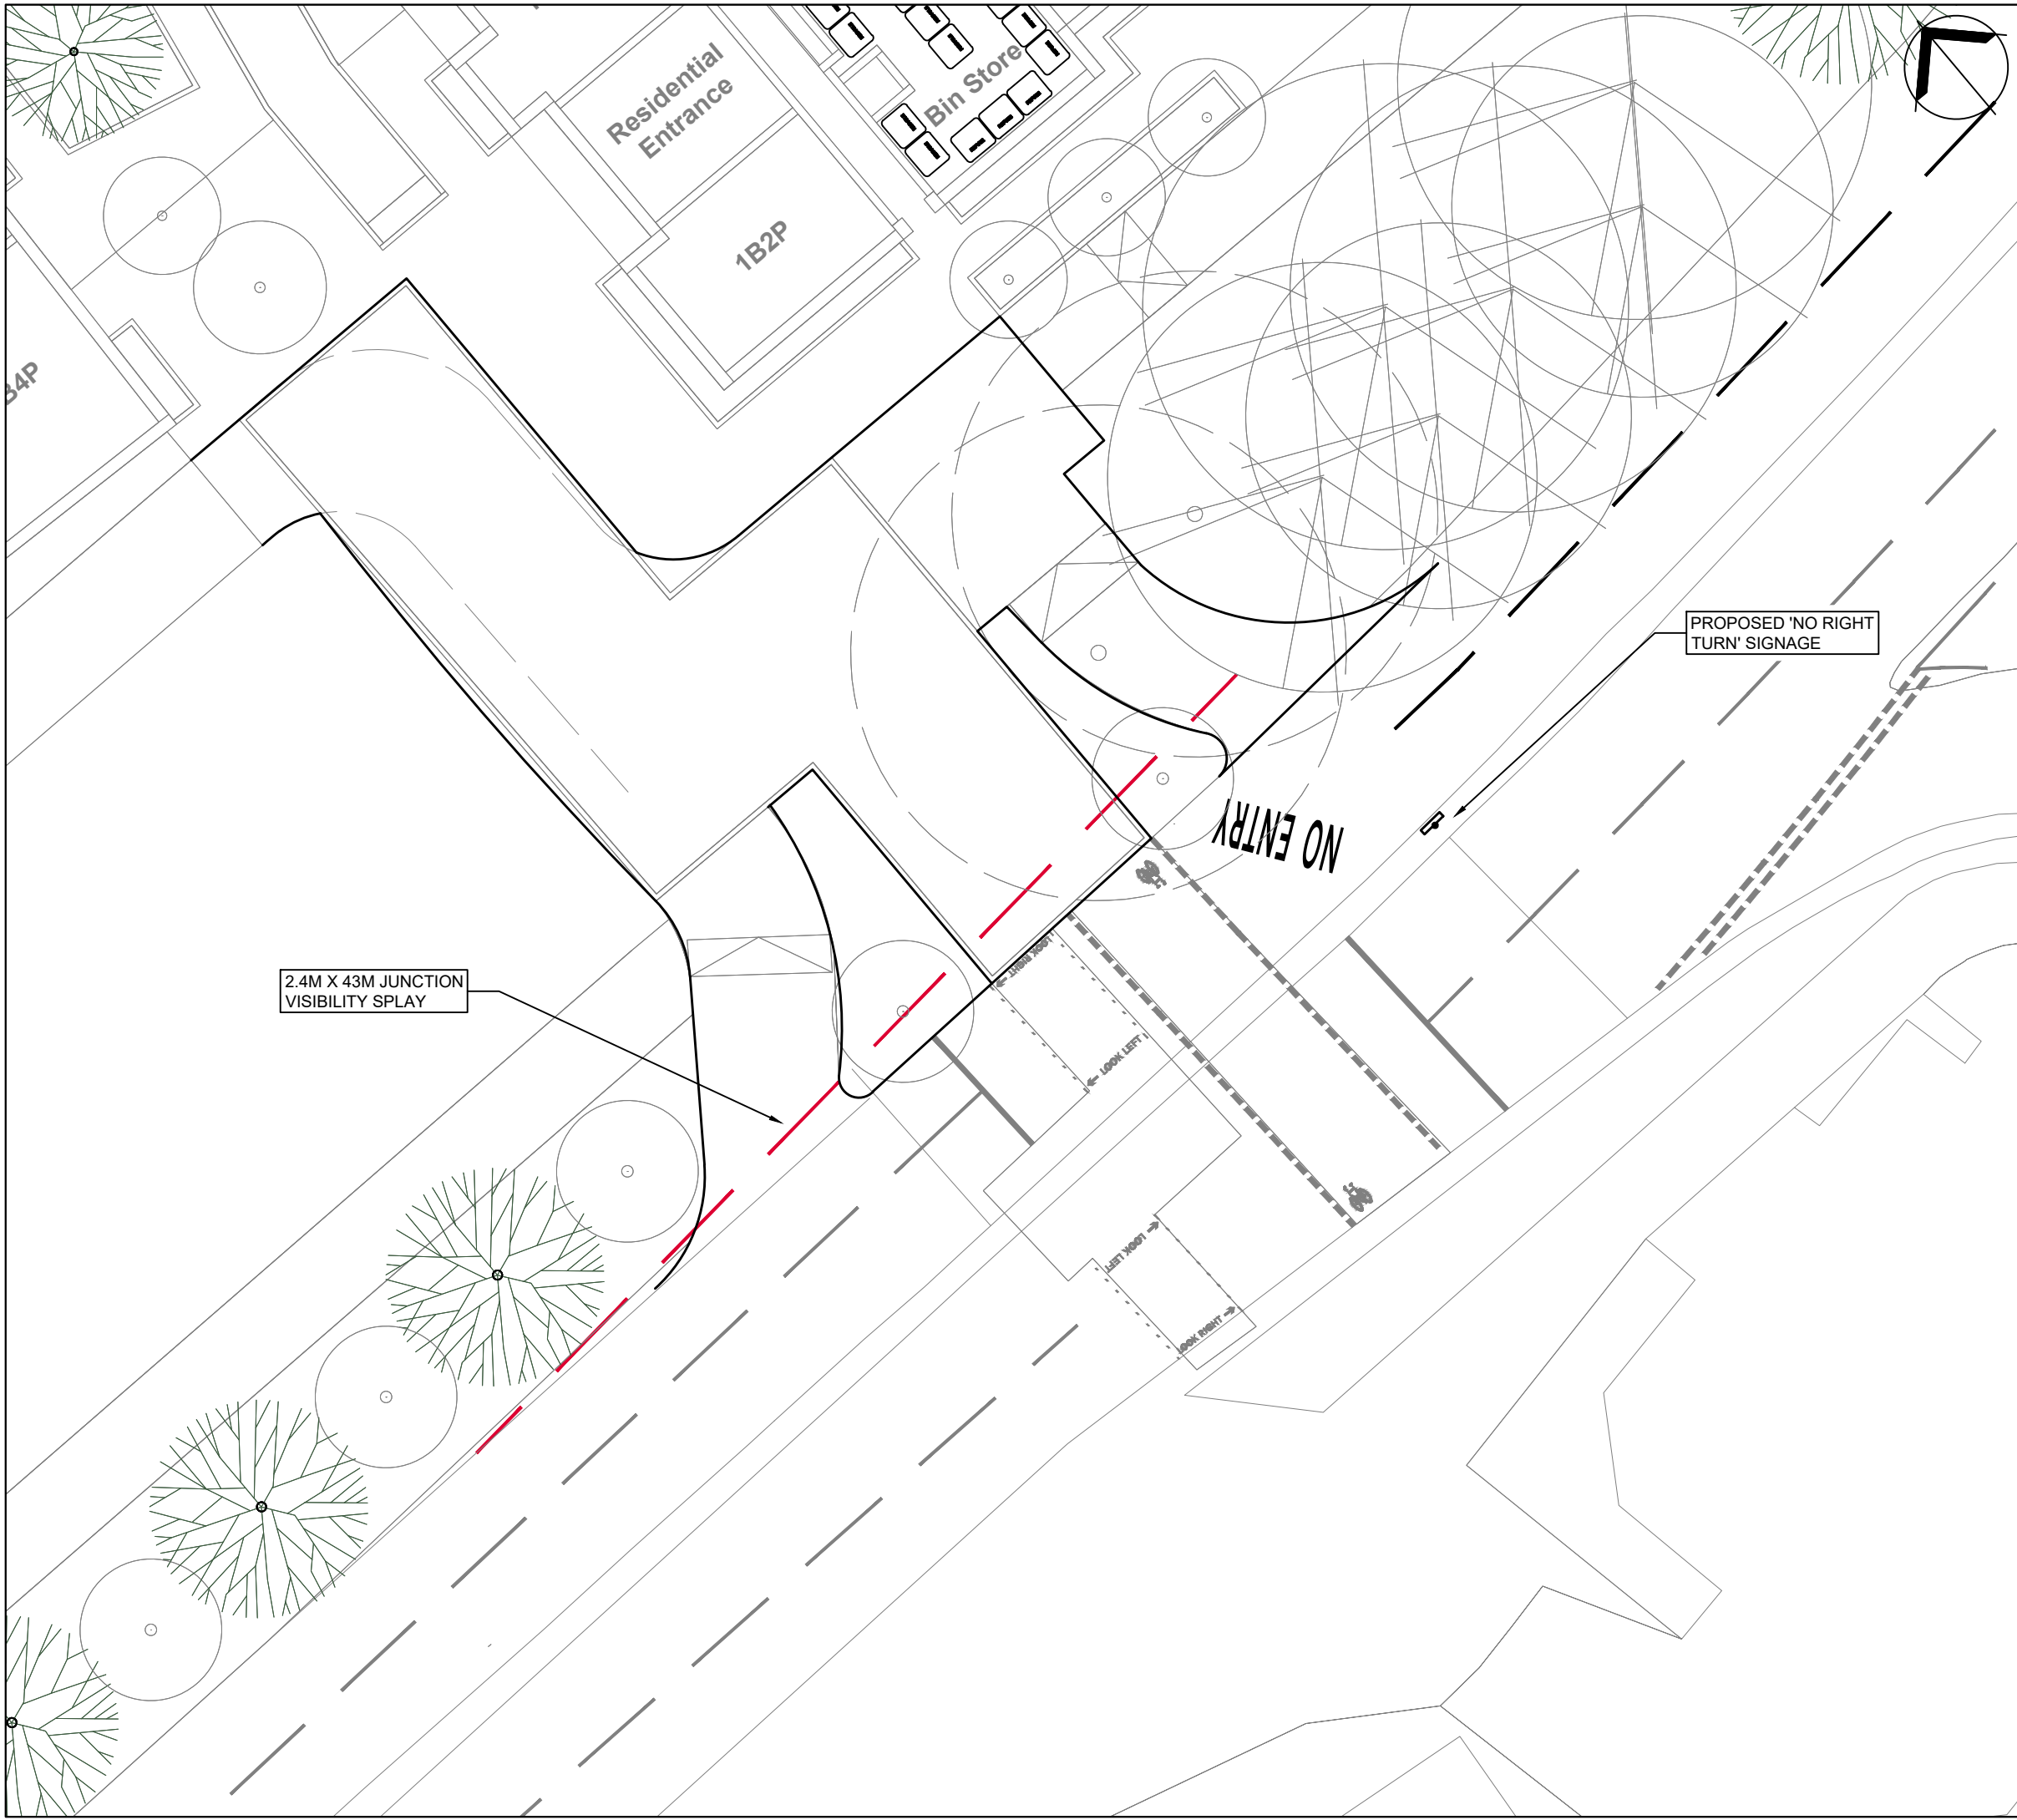 Residential
Entrance
Bin Store
1B2P
PROPOSED 'NO RIGHT
TURN' SIGNAGE
NO ENTRY
2.4M X 43M JUNCTION
VISIBILITY SPLAY
LOOK RIGHT
LOOK LEFT
LOOK LEFT
LOOK RIGHT